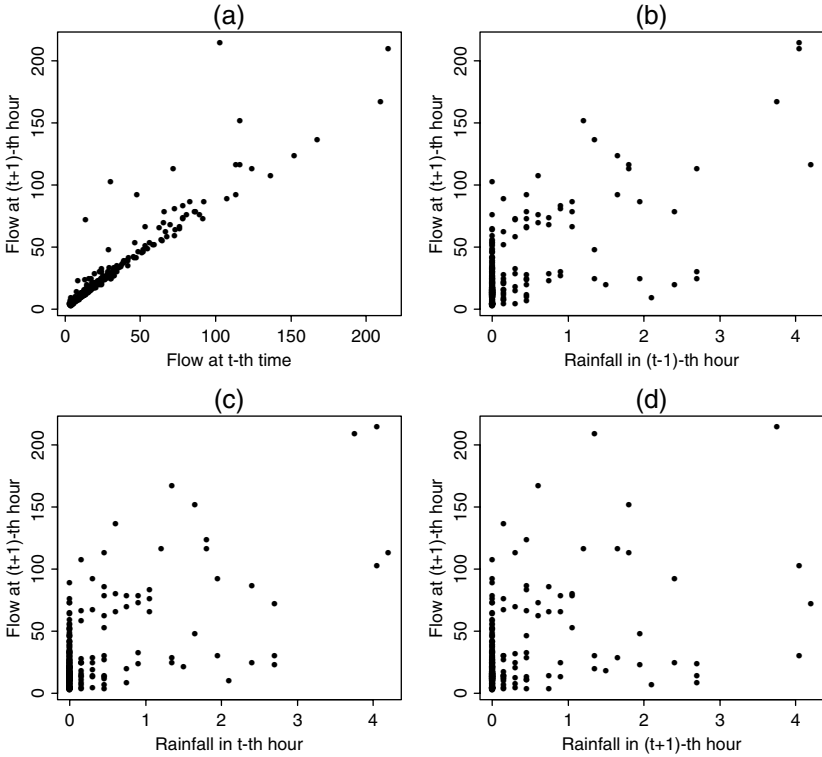 (a)
Flow at (t+1)-th hour
0 50 100 150 200
0 50 100 150 200
Flow at t-th time
(b)
Flow at (t+1)-th hour
0 50 100 150 200
0 1 2 3 4
Rainfall in (t-1)-th hour
(c)
Flow at (t+1)-th hour
0 50 100 150 200
0 1 2 3 4
Rainfall in t-th hour
(d)
Flow at (t+1)-th hour
0 50 100 150 200
0 1 2 3 4
Rainfall in (t+1)-th hour